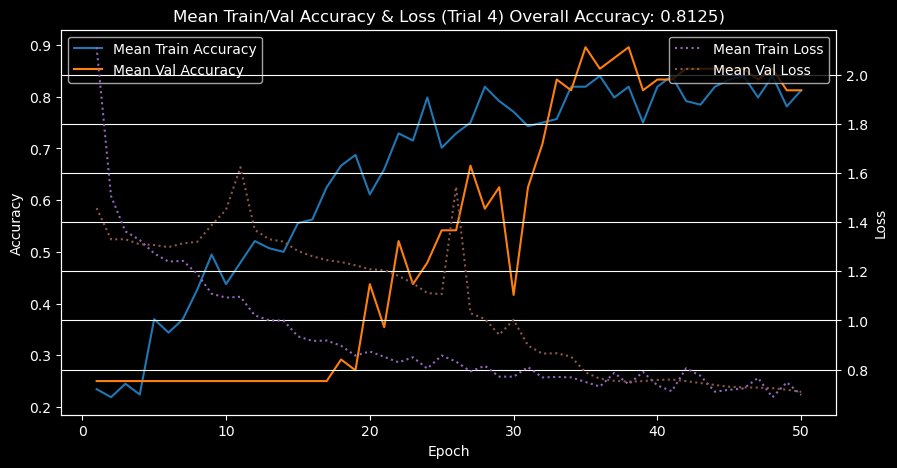 Mean Train/Val Accuracy & Loss (Trial 4) Overall Accuracy: 0.8125)
Mean Train Accuracy
Mean Val Accuracy
Mean Train Loss
Mean Val Loss
Accuracy
0.9
0.8
0.7
0.6
0.5
0.4
0.3
0.2
2.0
1.8
1.6
1.4
1.2
1.0
0.8
Loss
0 10 20 30 40 50
Epoch